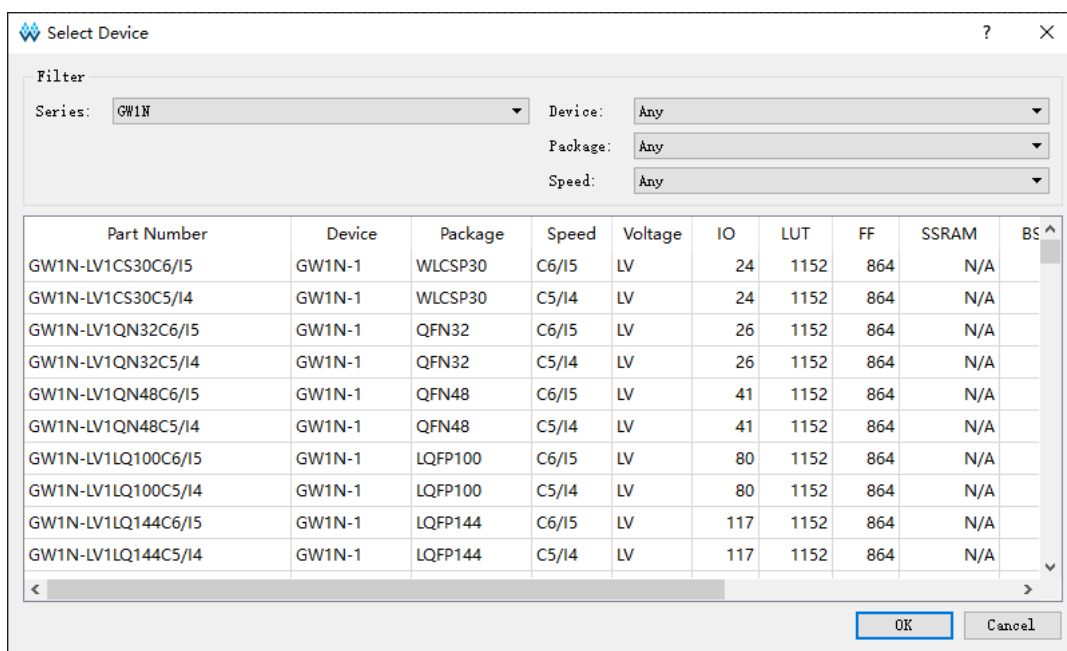 Select Device ? ×
Filter
Series: GW1N Device: Any
Package: Any
Speed: Any
Part Number Device Package Speed Voltage IO LUT FF SSRAM BS
GW1N-LV1CS30C6/I5 GW1N-1 WLCSP30 C6/I5 LV 24 1152 864 N/A
GW1N-LV1CS30C5/I4 GW1N-1 WLCSP30 C5/I4 LV 24 1152 864 N/A
GW1N-LV1QN32C6/I5 GW1N-1 QFN32 C6/I5 LV 26 1152 864 N/A
GW1N-LV1QN32C5/I4 GW1N-1 QFN32 C5/I4 LV 26 1152 864 N/A
GW1N-LV1QN48C6/I5 GW1N-1 QFN48 C6/I5 LV 41 1152 864 N/A
GW1N-LV1QN48C5/I4 GW1N-1 QFN48 C5/I4 LV 41 1152 864 N/A
GW1N-LV1LQ100C6/I5 GW1N-1 LQFP100 C6/I5 LV 80 1152 864 N/A
GW1N-LV1LQ100C5/I4 GW1N-1 LQFP100 C5/I4 LV 80 1152 864 N/A
GW1N-LV1LQ144C6/I5 GW1N-1 LQFP144 C6/I5 LV 117 1152 864 N/A
GW1N-LV1LQ144C5/I4 GW1N-1 LQFP144 C5/I4 LV 117 1152 864 N/A
OK Cancel